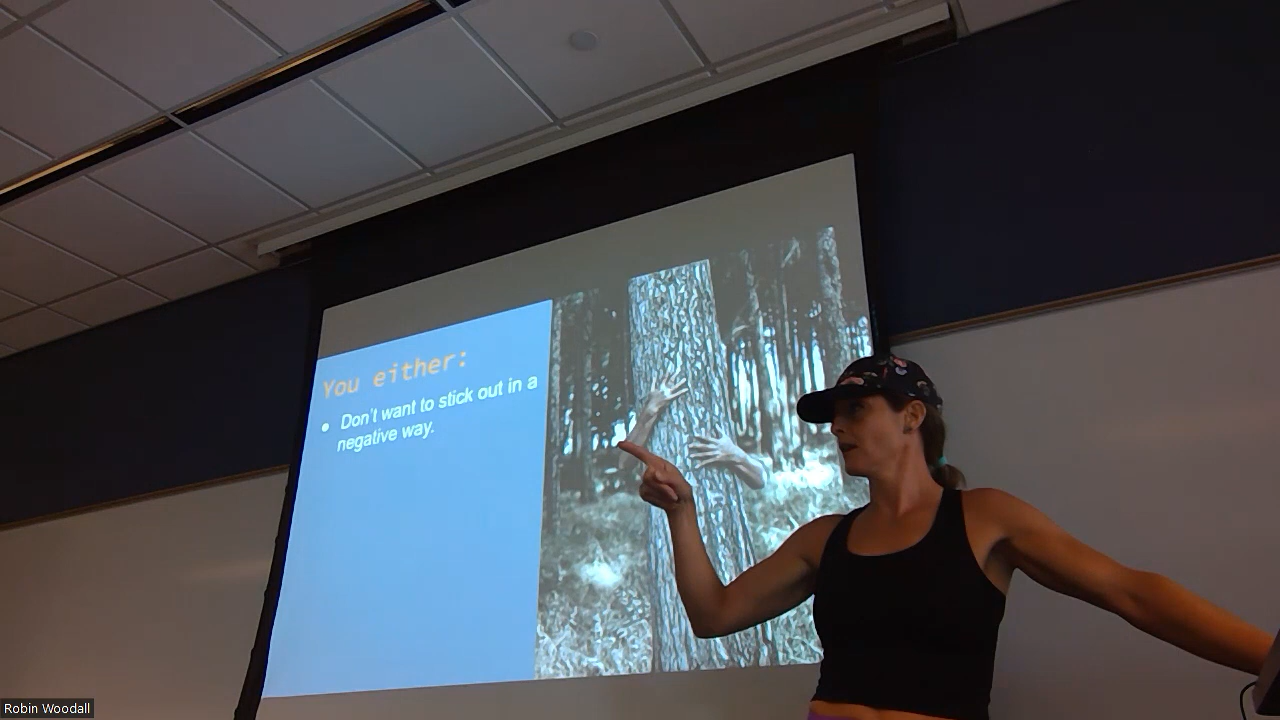 You either:
• Don't want to stick out in a
negative way.
Robin Woodall